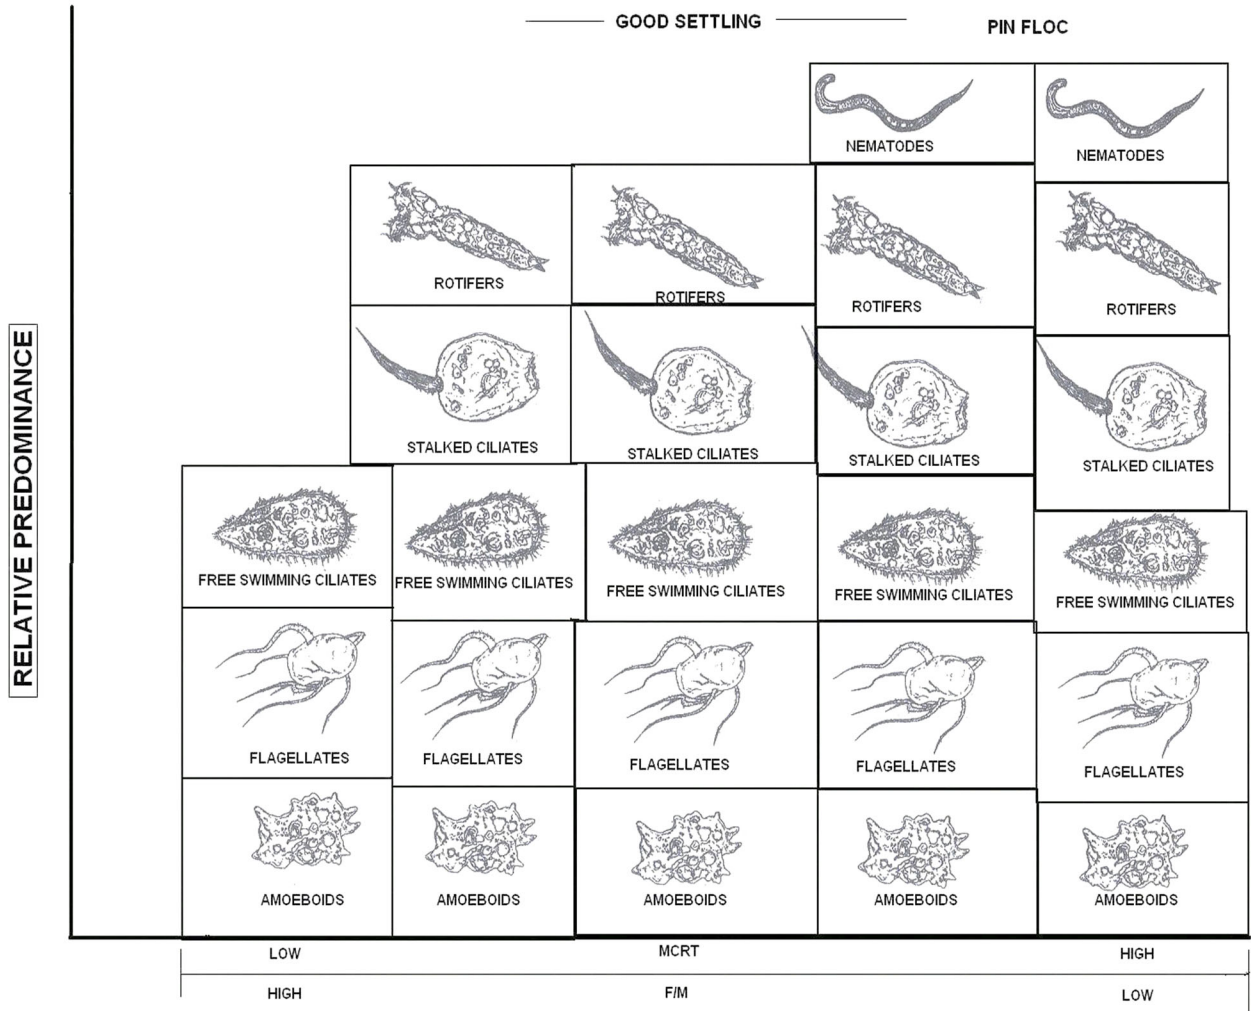 GOOD SETTLING
PIN FLOC
NEMATODES
NEMATODES
ROTIFERS
ROTIFERS
ROTIFERS
ROTIFERS
STALKED CILIATES
STALKED CILIATES
STALKED CILIATES
STALKED CILIATES
RELATIVE PREDOMINANCE
FREE SWIMMING CILIATES
FREE SWIMMING CILIATES
FREE SWIMMING CILIATES
FREE SWIMMING CILIATES
FREE SWIMMING CILIATES
FLAGELLATES
FLAGELLATES
FLAGELLATES
FLAGELLATES
FLAGELLATES
AMOEBOIDS
AMOEBOIDS
AMOEBOIDS
AMOEBOIDS
AMOEBOIDS
LOW
MCRT
HIGH
HIGH
F/M
LOW